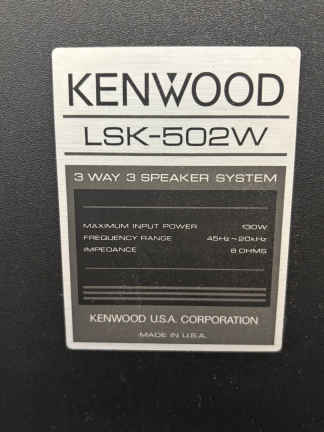 KENWOOD
LSK-502W
3 WAY 3 SPEAKER SYSTEM
MAXIMUM INPUT POWER 130W
FREQUENCY RANGE 45Hz~20kHz
IMPEDANCE 8 OHMS
KENWOOD U.S.A. CORPORATION
MADE IN U.S.A.